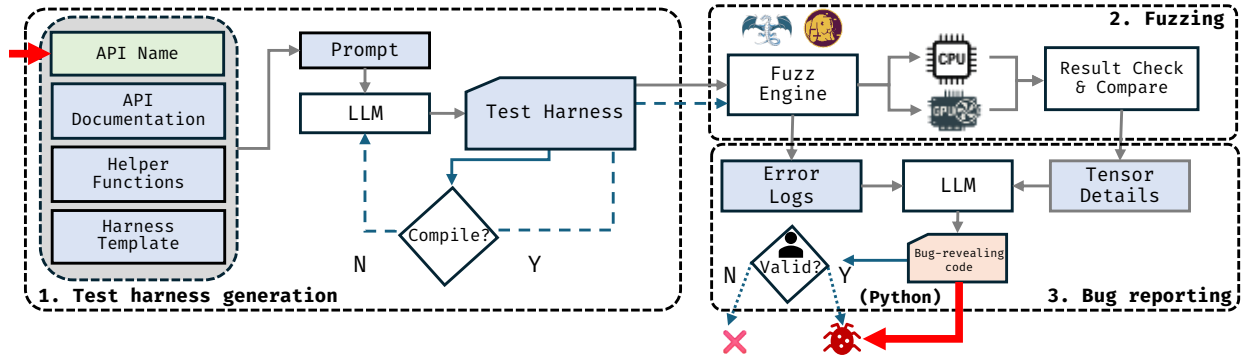 API Name
API
Documentation
Helper
Functions
Harness
Template
Prompt
LLM
Test Harness
Compile?
N
Y
1. Test harness generation
2. Fuzzing
Fuzz
Engine
CPU
GPU
Result Check
& Compare
Error
Logs
LLM
Tensor
Details
Bug-revealing
code
Valid?
N
Y
(Python)
3. Bug reporting